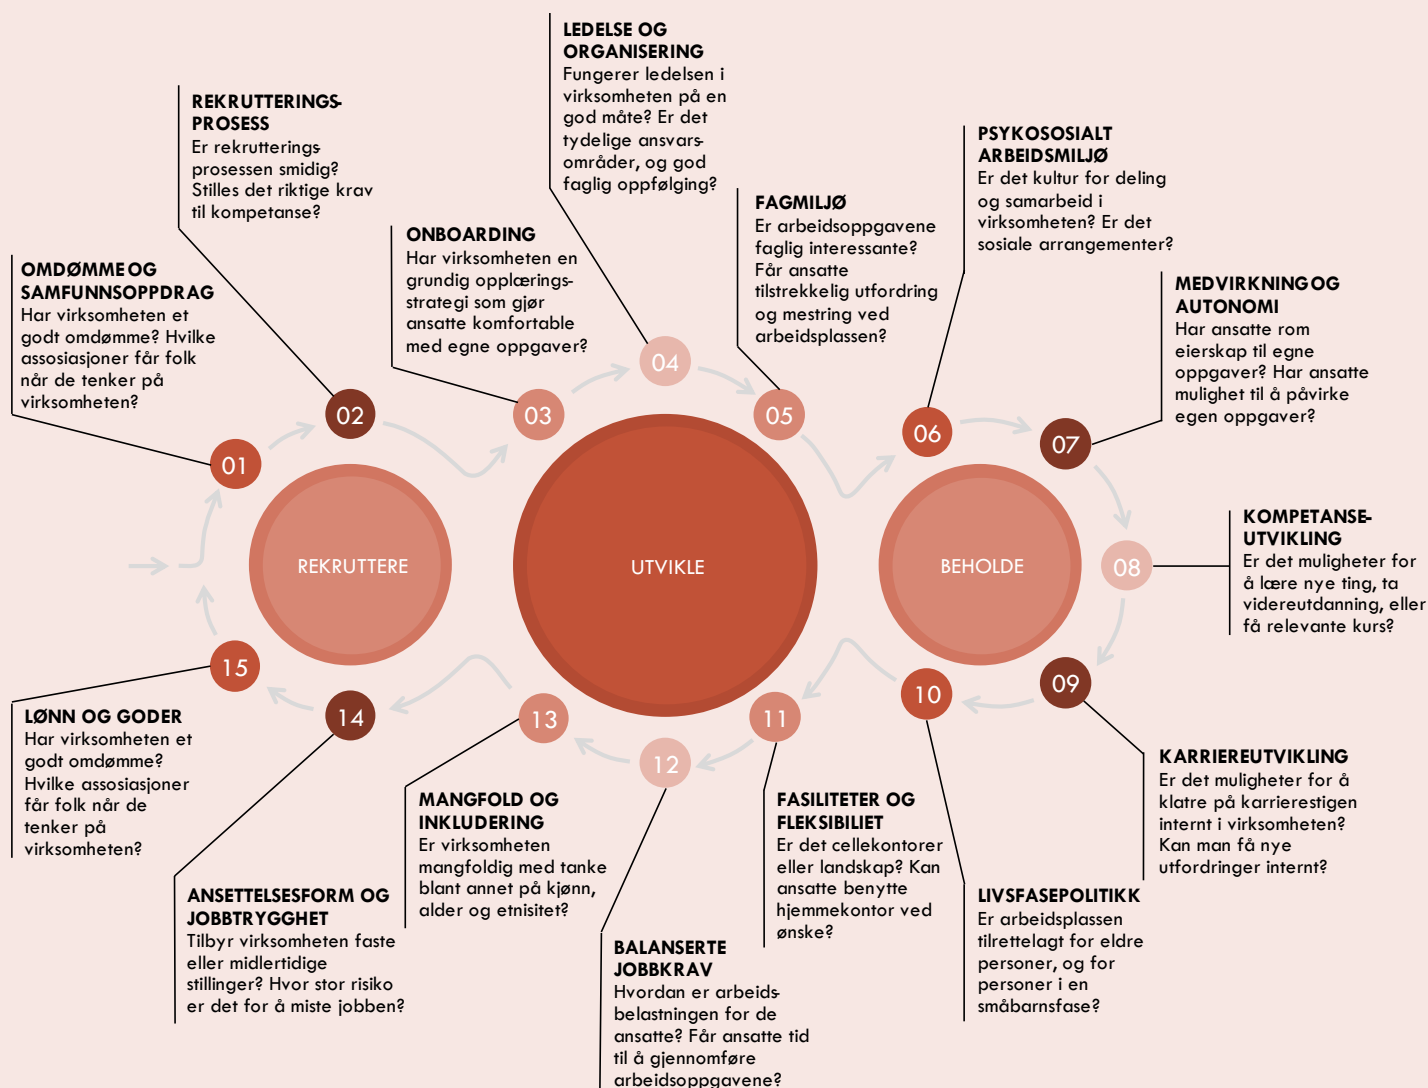 OMDØMME OG
SAMFUNNSOPPDRAG
Har virksomheten et
godt omdømme? Hvilke
assosiasjoner får folk
når de tenker på
virksomheten?
01
REKRUTTERINGS-
PROSESS
Er rekrutterings-
prosessen smidig?
Stilles det riktige krav
til kompetanse?
02
ONBOARDING
Har virksomheten en
grundig opplærings-
strategi som gjør
ansatte komfortable
med egne oppgaver?
03
LEDELSE OG
ORGANISERING
Fungerer ledelsen i
virksomheten på en
god måte? Er det
tydelige ansvars-
områder, og god
faglig oppfølging?
04
FAGMILJØ
Er arbeidsoppgavene
faglig interessante?
Får ansatte
tilstrekkelig utfordring
og mestring ved
arbeidsplassen?
05
PSYKOSOSIALT
ARBEIDSMILJØ
Er det kultur for deling
og samarbeid i
virksomheten? Er det
sosiale arrangementer?
06
MEDVIRKNING OG
AUTONOMI
Har ansatte rom
eierskap til egne
oppgaver? Har ansatte
mulighet til å påvirke
egen oppgaver?
07
REKRUTTERE
UTVIKLE
BEHOLDE
KOMPETANSE-
UTVIKLING
Er det muligheter for
å lære nye ting, ta
videreutdanning, eller
få relevante kurs?
08
09
KARRIEREUTVIKLING
Er det muligheter for å
klatre på karrierestigen
internt i virksomheten?
Kan man få nye
utfordringer internt?
10
LIVSFASEPOLITIKK
Er arbeidsplassen
tilrettelagt for eldre
personer, og for
personer i en
småbarnsfase?
11
FASILITETER OG
FLEKSIBILIET
Er det cellekontorer
eller landskap? Kan
ansatte benytte
hjemmekontor ved
ønske?
12
BALANSERTE
JOBBKRAV
Hvordan er arbeids-
belastningen for de
ansatte? Får ansatte tid
til å gjennomføre
arbeidsoppgavene?
13
MANGFOLD OG
INKLUDERING
Er virksomheten
mangfoldig med tanke
blant annet på kjønn,
alder og etnisitet?
14
ANSETTELSESFORM OG
JOBBTRYGGHET
Tilbyr virksomheten faste
eller midlertidige
stillinger? Hvor stor risiko
er det for å miste jobben?
15
LØNN OG GODER
Har virksomheten et
godt omdømme?
Hvilke assosiasjoner
får folk når de
tenker på
virksomheten?